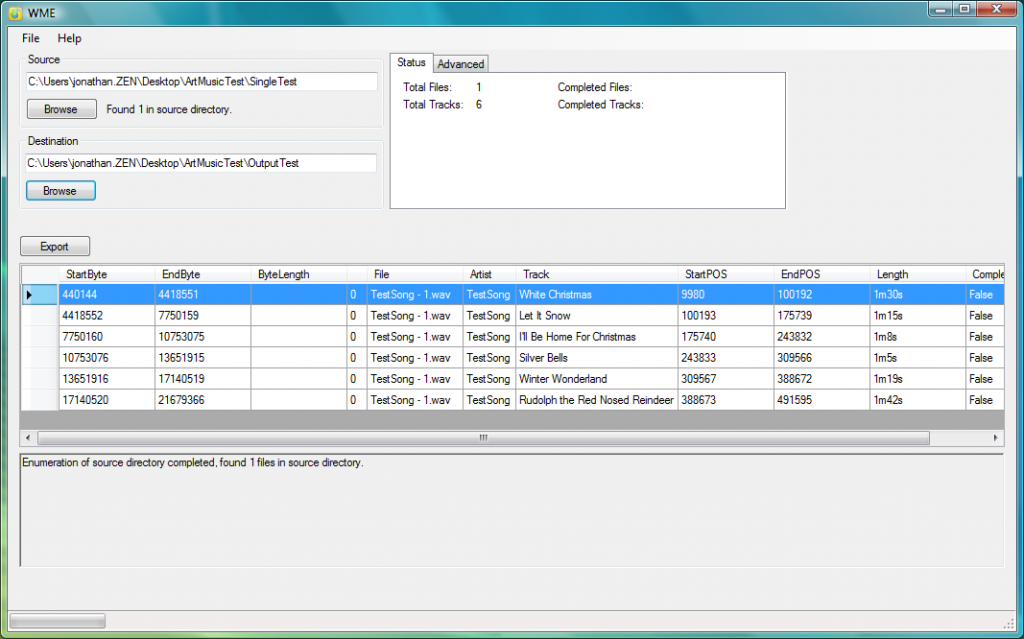 WME
File Help
Source
C:\Users\jonathan.ZEN\Desktop\ArtMusicTest\SingleTest
Browse Found 1 in source directory.
Destination
C:\Users\jonathan.ZEN\Desktop\ArtMusicTest\OutputTest
Browse
Status Advanced
Total Files: 1 Completed Files:
Total Tracks: 6 Completed Tracks:
Export
StartByte EndByte ByteLength File Artist Track StartPOS EndPOS Length Comple
440144 4418551 0 TestSong - 1.wav TestSong White Christmas 9980 100192 1m30s False
4418552 7750159 0 TestSong - 1.wav TestSong Let It Snow 100193 175739 1m15s False
7750160 10753075 0 TestSong - 1.wav TestSong I'll Be Home For Christmas 175740 243832 1m8s False
10753076 13651915 0 TestSong - 1.wav TestSong Silver Bells 243833 309566 1m5s False
13651916 17140519 0 TestSong - 1.wav TestSong Winter Wonderland 309567 388672 1m19s False
17140520 21679366 0 TestSong - 1.wav TestSong Rudolph the Red Nosed Reindeer 388673 491595 1m42s False
Enumeration of source directory completed, found 1 files in source directory.